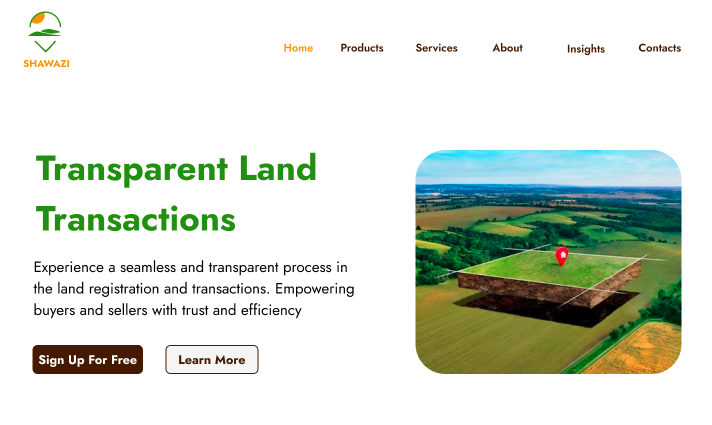 SHAWAZI
Home Products Services About Insights Contacts
Transparent Land
Transactions
Experience a seamless and transparent process in
the land registration and transactions. Empowering
buyers and sellers with trust and efficiency
Sign Up For Free Learn More